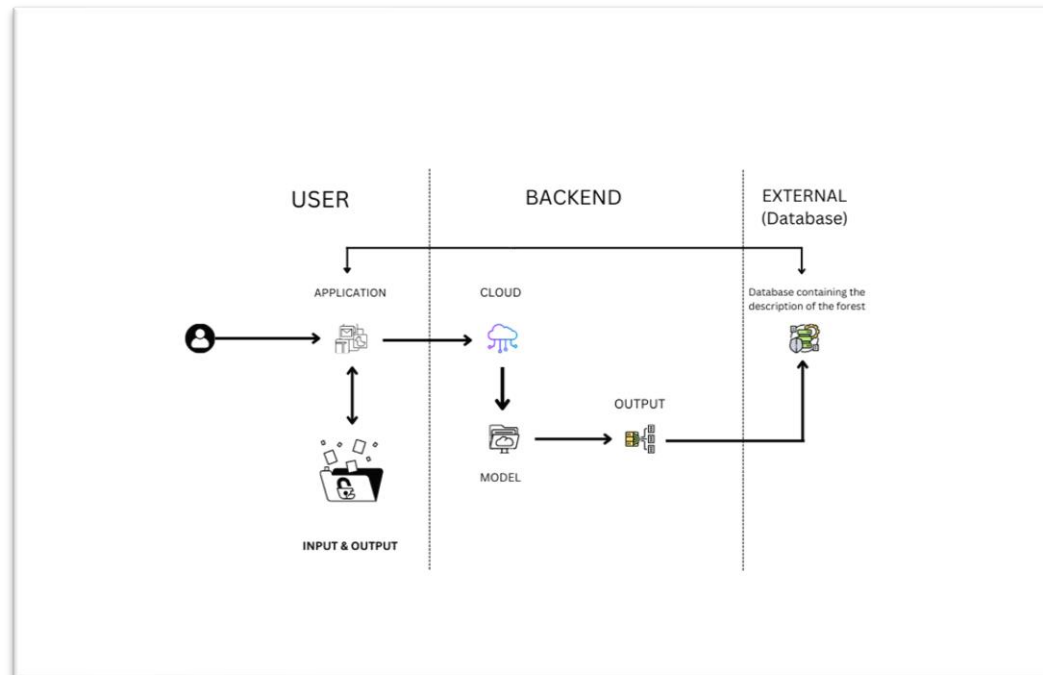 USER
BACKEND
EXTERNAL
(Database)
APPLICATION
CLOUD
Database containing the
description of the forest
OUTPUT
MODEL
INPUT & OUTPUT